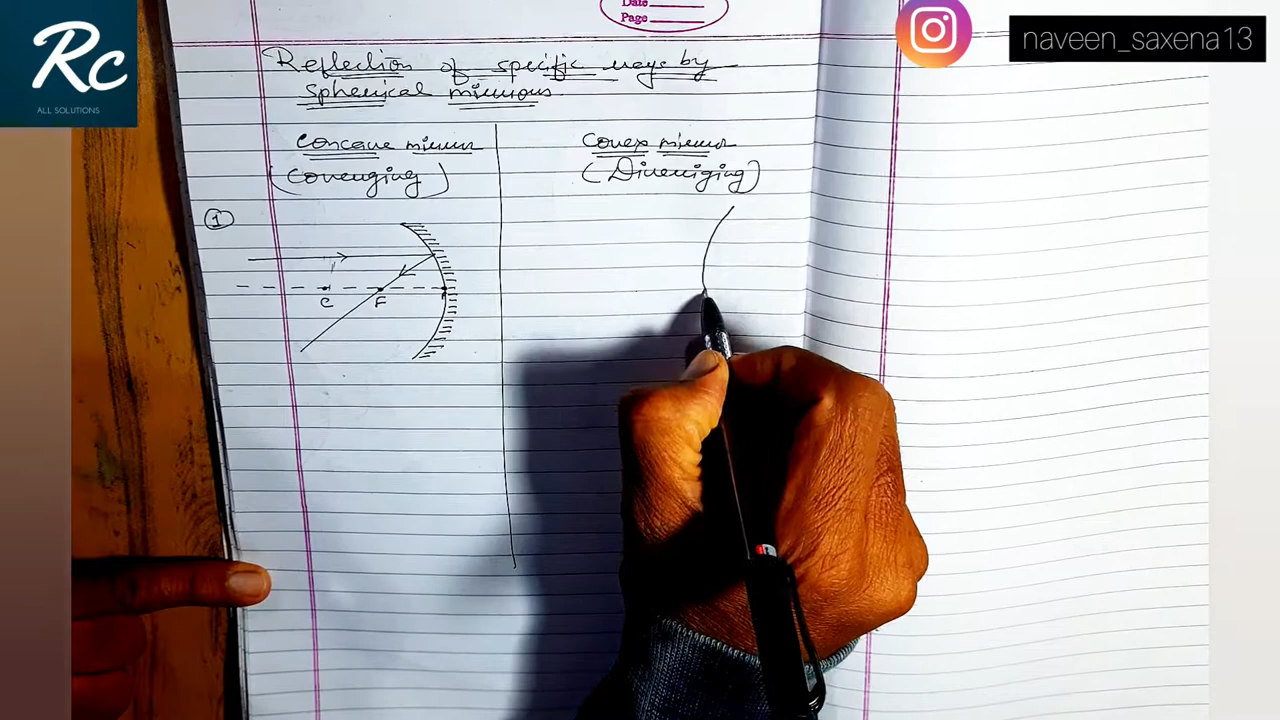 Date
Page
Rc
ALL SOLUTIONS
naveen_saxena13
Reflection of specific rays by
spherical mirrors
Concave mirror
(Converging)
Convex mirror
(Diverging)
1
C F P